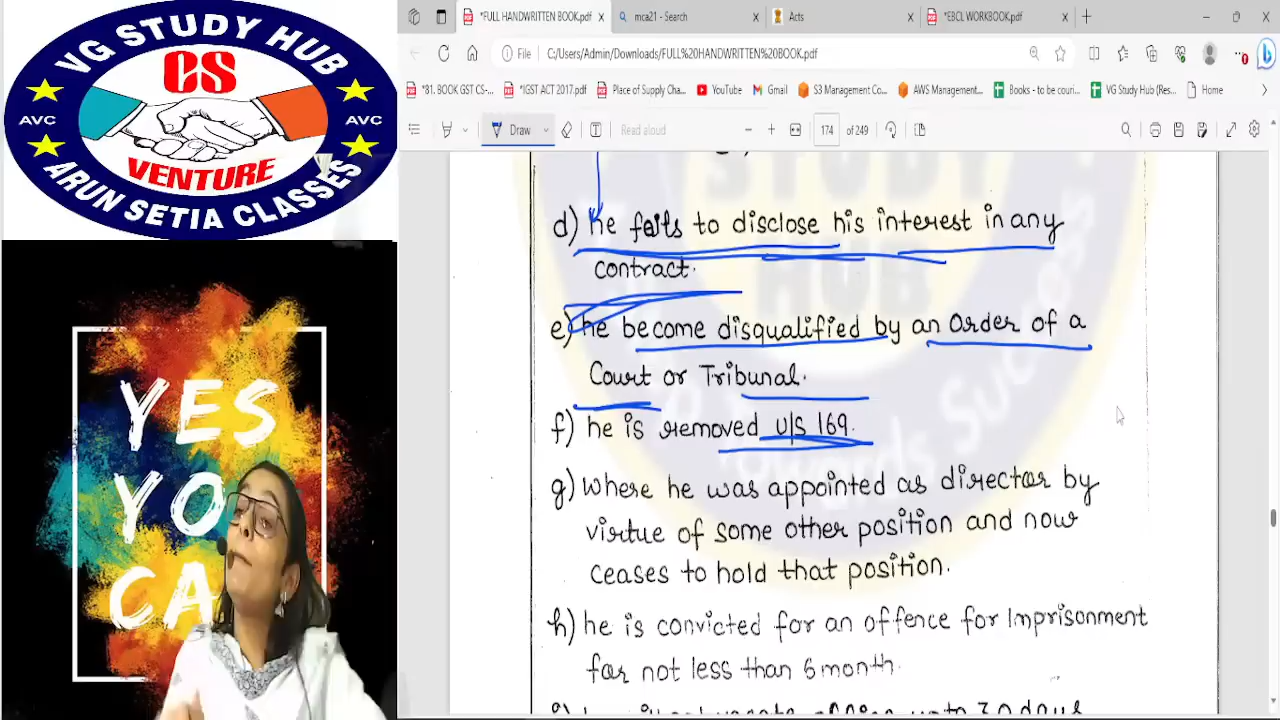 VG STUDY HUB
CS
AVC
AVC
VENTURE
ARUN SETIA CLASSES
YES
YO
CA
*FULL HANDWRITTEN BOOK.pdf
mca21 - Search
Acts
*EBCL WORKBOOK.pdf
File
C:/Users/Admin/Downloads/FULL%20HANDWRITTEN%20BOOK.pdf
*81. BOOK GST CS-...
*IGST ACT 2017.pdf
Place of Supply Cha...
YouTube
Gmail
S3 Management Co...
AWS Management...
Books - to be couri...
VG Study Hub (Res...
Home
Draw
Read aloud
174
of 249
d) he fails to disclose his interest in any
contract.
e) he become disqualified by an Order of a
Court or Tribunal.
f) he is removed U/S 169.
g) Where he was appointed as director by
virtue of some other position and now
ceases to hold that position.
h) he is convicted for an offence for Imprisonment
for not less than 6 month.